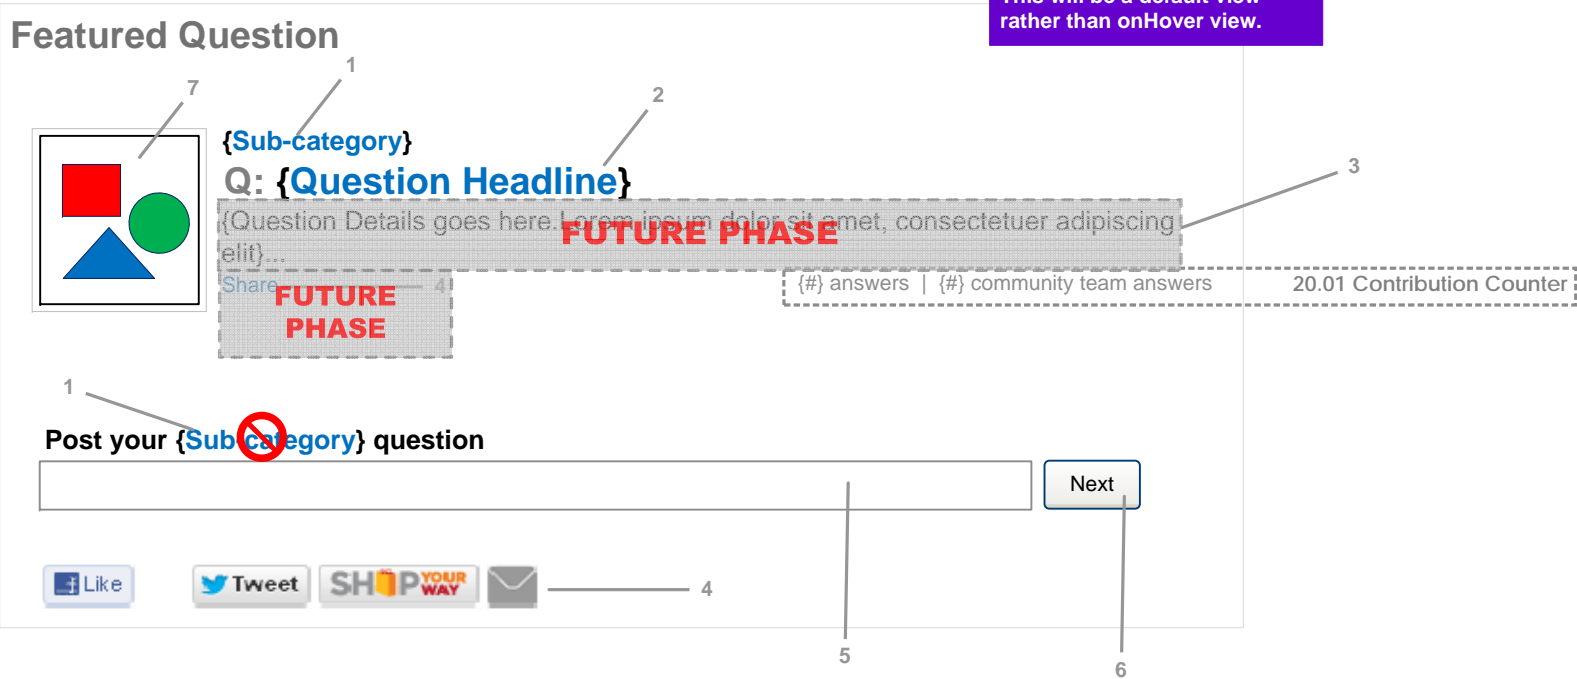 This will be a default view
rather than onHover view.
Featured Question
1
7
2
{Sub-category}
3
Q: {Question Headline}
{Question Details goes here.Lorem ipsum dolor sit amet, consectetuer adipiscing
elit}...
FUTURE PHASE
Share
4
FUTURE
PHASE
{#} answers | {#} community team answers
20.01 Contribution Counter
1
Post your {Sub-category} question
Next
Like
Tweet
SHOP YOUR WAY
4
5
6